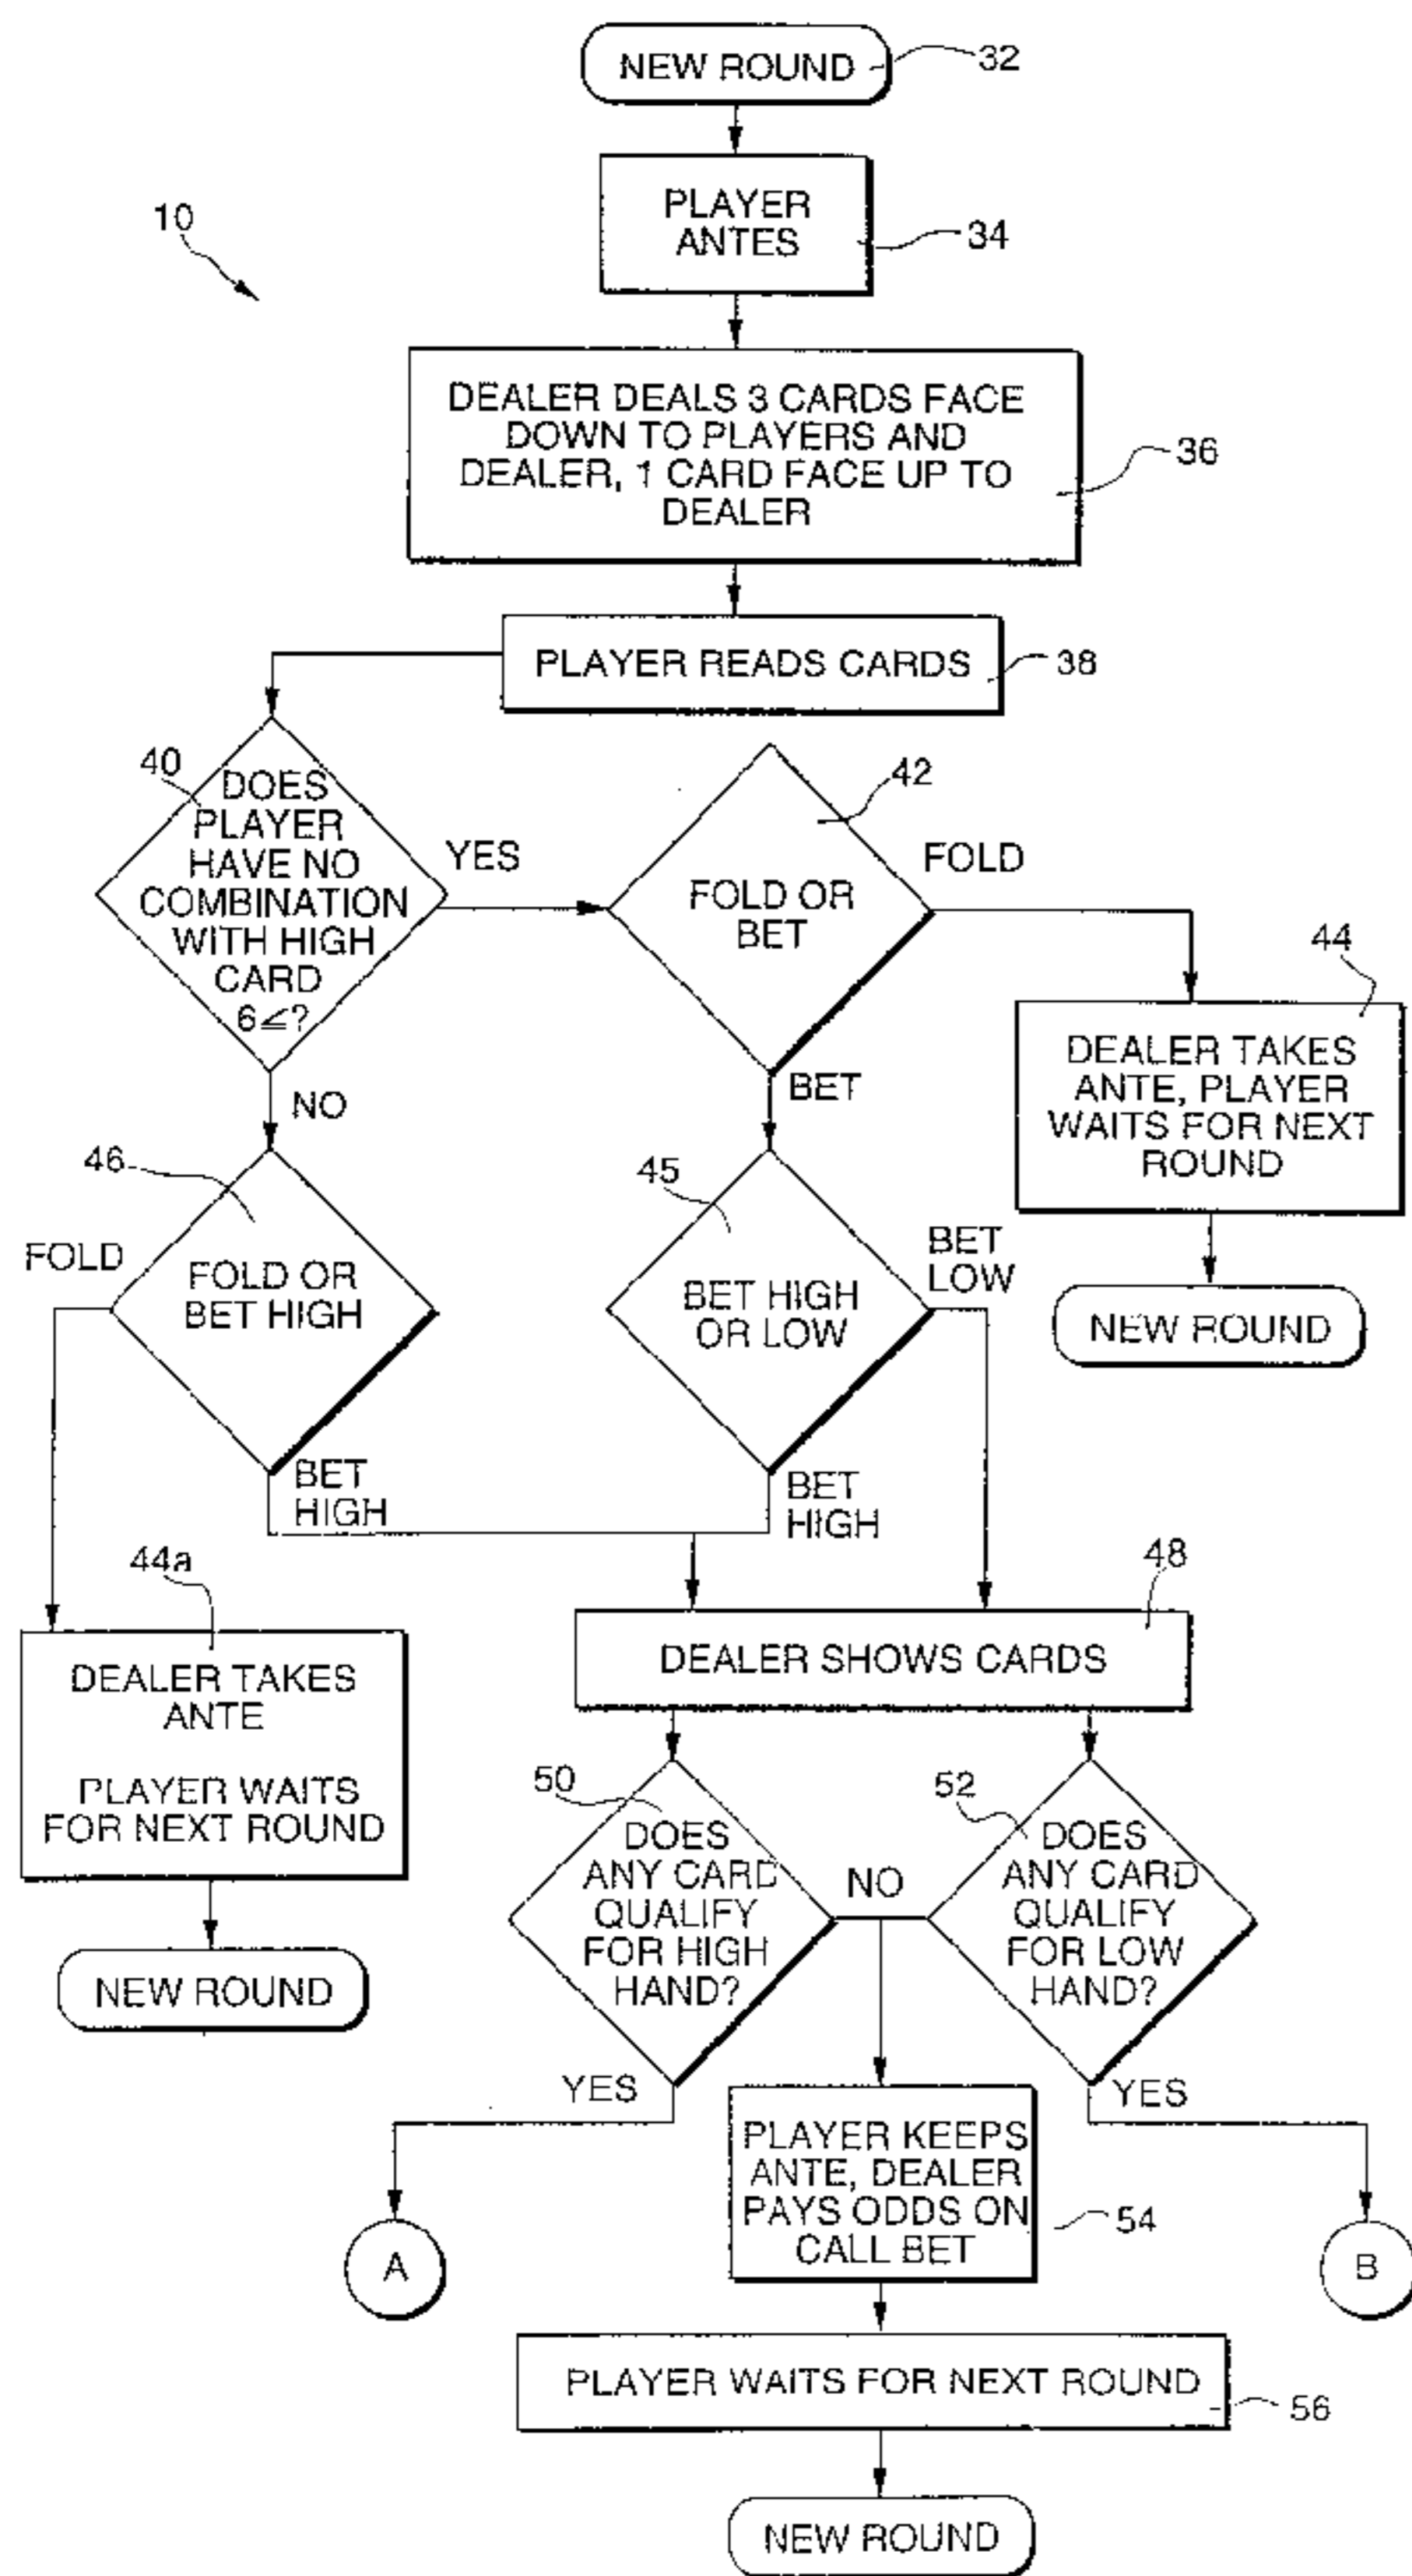 NEW ROUND
32
PLAYER
ANTES
34
10
DEALER DEALS 3 CARDS FACE
DOWN TO PLAYERS AND
DEALER, 1 CARD FACE UP TO
DEALER
36
PLAYER READS CARDS
38
40
DOES
PLAYER
HAVE NO
COMBINATION
WITH HIGH
CARD
6≤?
YES
NO
42
FOLD OR
BET
FOLD
BET
44
DEALER TAKES
ANTE, PLAYER
WAITS FOR NEXT
ROUND
NEW ROUND
46
FOLD OR
BET HIGH
FOLD
BET
HIGH
45
BET HIGH
OR LOW
BET
LOW
BET
HIGH
44a
DEALER TAKES
ANTE
PLAYER WAITS
FOR NEXT ROUND
NEW ROUND
48
DEALER SHOWS CARDS
50
DOES
ANY CARD
QUALIFY
FOR HIGH
HAND?
NO
52
DOES
ANY CARD
QUALIFY
FOR LOW
HAND?
YES
YES
PLAYER KEEPS
ANTE, DEALER
PAYS ODDS ON
CALL BET
54
A
B
PLAYER WAITS FOR NEXT ROUND
56
NEW ROUND